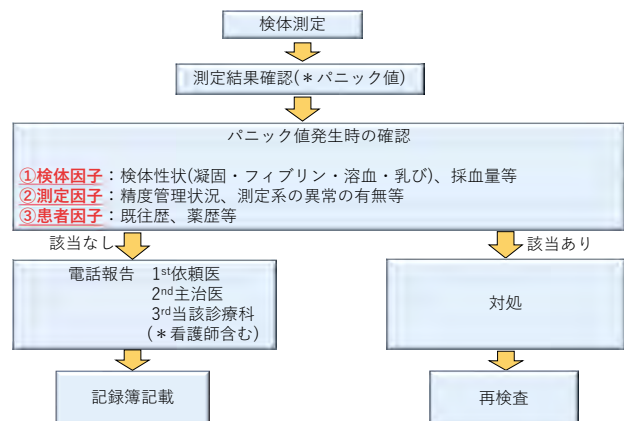 検体測定
測定結果確認(＊パニック値)
パニック値発生時の確認
①検体因子：検体性状(凝固・フィブリン・溶血・乳び)、採血量等
②測定因子：精度管理状況、測定系の異常の有無等
③患者因子：既往歴、薬歴等
該当なし
該当あり
電話報告 1st依頼医
2nd主治医
3rd当該診療科
(＊看護師含む)
対処
記録簿記載
再検査